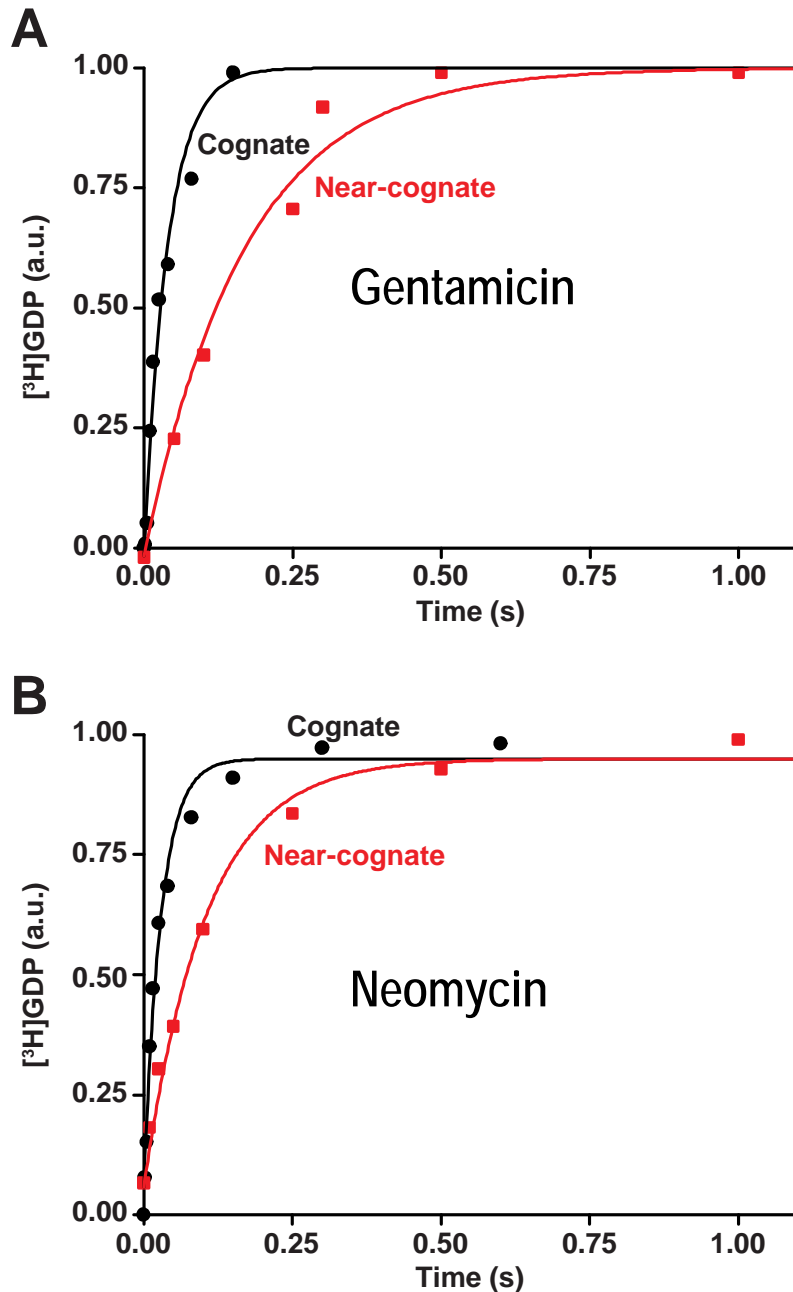 A
1.00
Cognate
0.75
Near-cognate
[³H]GDP (a.u.)
0.50
Gentamicin
0.25
0.00
0.00 0.25 0.50 0.75 1.00
Time (s)
B
1.00
Cognate
0.75
Near-cognate
[³H]GDP (a.u.)
0.50
Neomycin
0.25
0.00
0.00 0.25 0.50 0.75 1.00
Time (s)